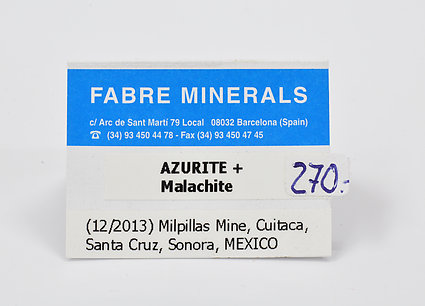 FABRE MINERALS
c/ Arc de Sant Martí 79 Local 08032 Barcelona (Spain)
☎ (34) 93 450 44 78 - Fax (34) 93 450 47 45
AZURITE +
Malachite
270.-
(12/2013) Milpillas Mine, Cuitaca,
Santa Cruz, Sonora, MEXICO